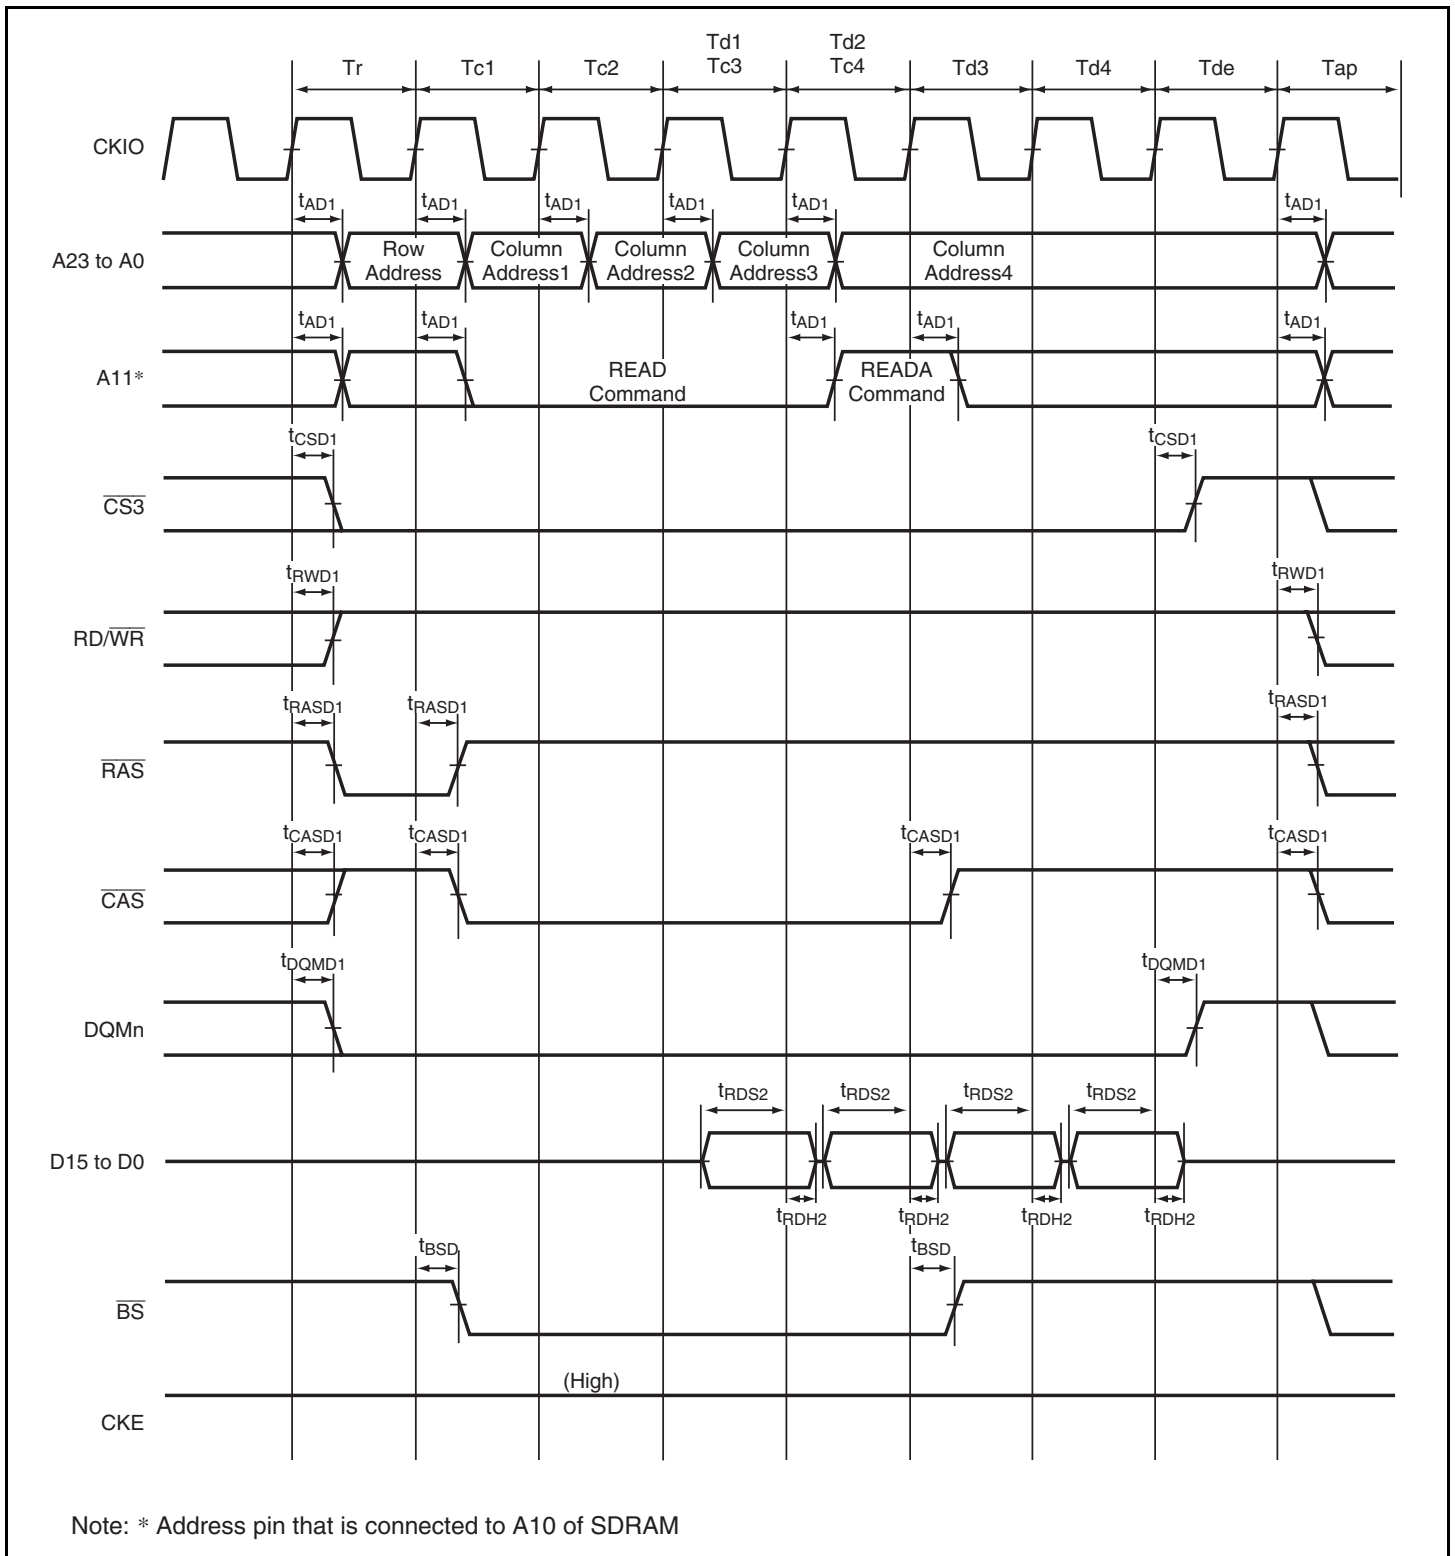 Td1 Td2
Tr Tc1 Tc2 Tc3 Tc4 Td3 Td4 Tde Tap
CKIO
tAD1 tAD1 tAD1 tAD1 tAD1 tAD1
A23 to A0
Row Address
Column Address1
Column Address2
Column Address3
Column Address4
tAD1 tAD1 tAD1 tAD1 tAD1
A11*
READ Command
READA Command
tCSD1 tCSD1
CS3
tRWD1 tRWD1
RD/WR
tRASD1 tRASD1 tRASD1
RAS
tCASD1 tCASD1 tCASD1 tCASD1
CAS
tDQMD1 tDQMD1
DQMn
tRDS2 tRDS2 tRDS2 tRDS2
D15 to D0
tRDH2 tRDH2 tRDH2 tRDH2
tBSD tBSD
BS
(High)
CKE
Note: * Address pin that is connected to A10 of SDRAM